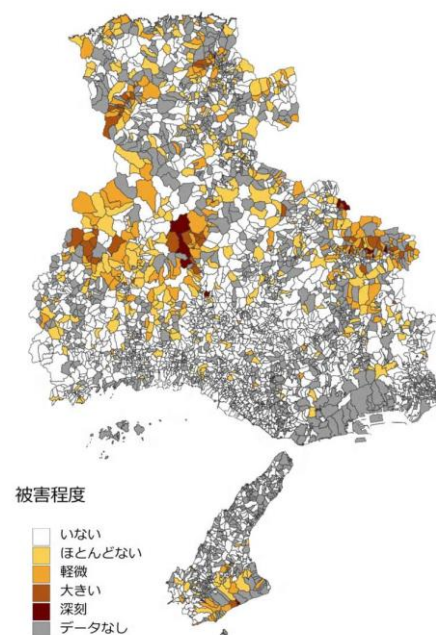 被害程度
いない
ほとんどない
軽微
大きい
深刻
データなし